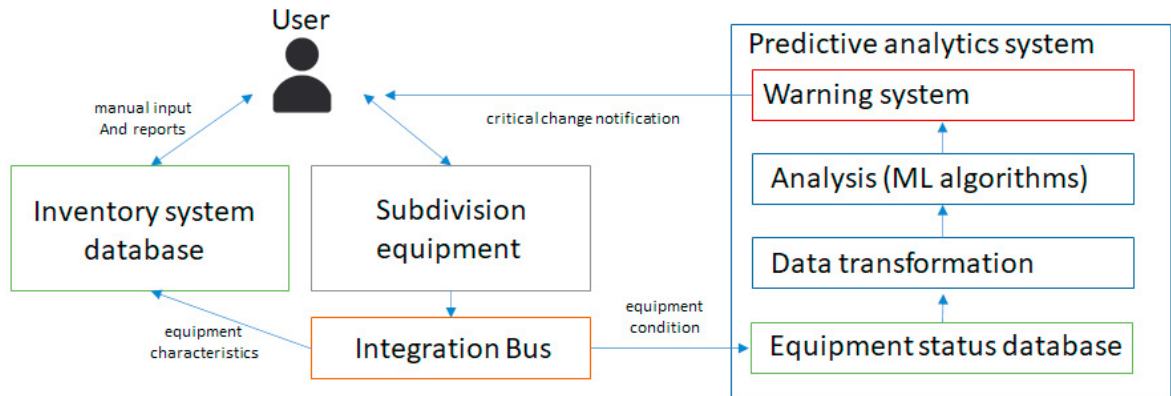 User
Predictive analytics system
Warning system
manual input
And reports
critical change notification
Inventory system
database
Subdivision
equipment
Analysis (ML algorithms)
Data transformation
equipment
characteristics
Integration Bus
equipment
condition
Equipment status database